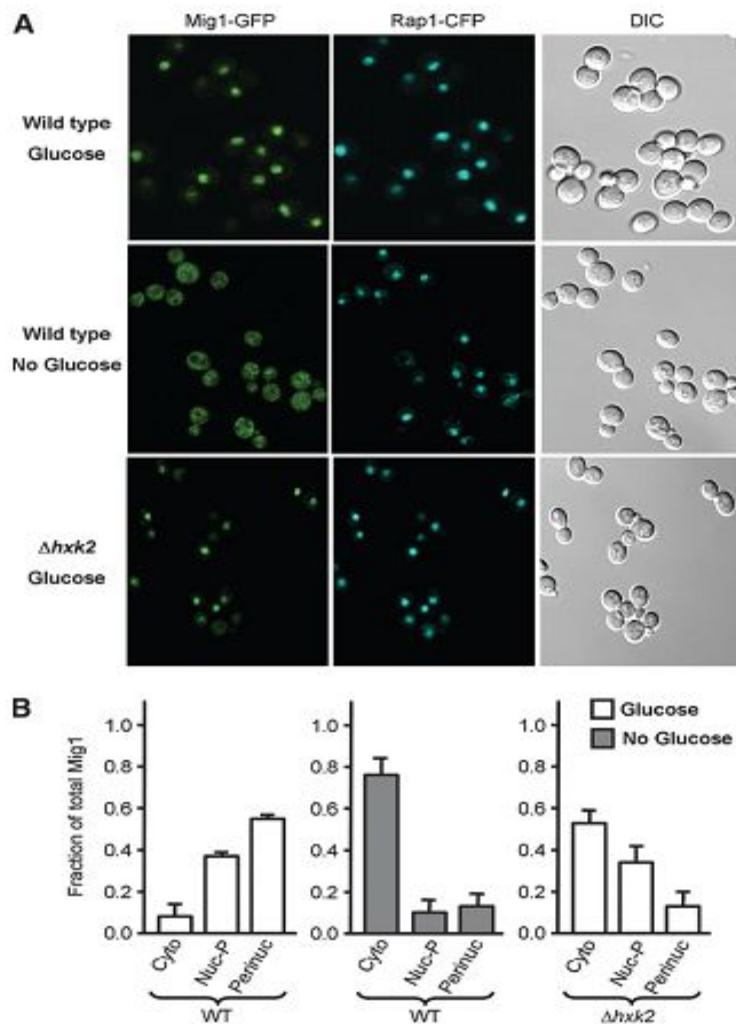 A
Mig1-GFP Rap1-CFP DIC
Wild type
Glucose
Wild type
No Glucose
Δhxk2
Glucose
B
Glucose
No Glucose
Fraction of total Mig1
1.0 1.0 1.0
0.8 0.8 0.8
0.6 0.6 0.6
0.4 0.4 0.4
0.2 0.2 0.2
0.0 0.0 0.0
Cyto Nuc-P Perinuc Cyto Nuc-P Perinuc Cyto Nuc-P Perinuc
WT WT Δhxk2